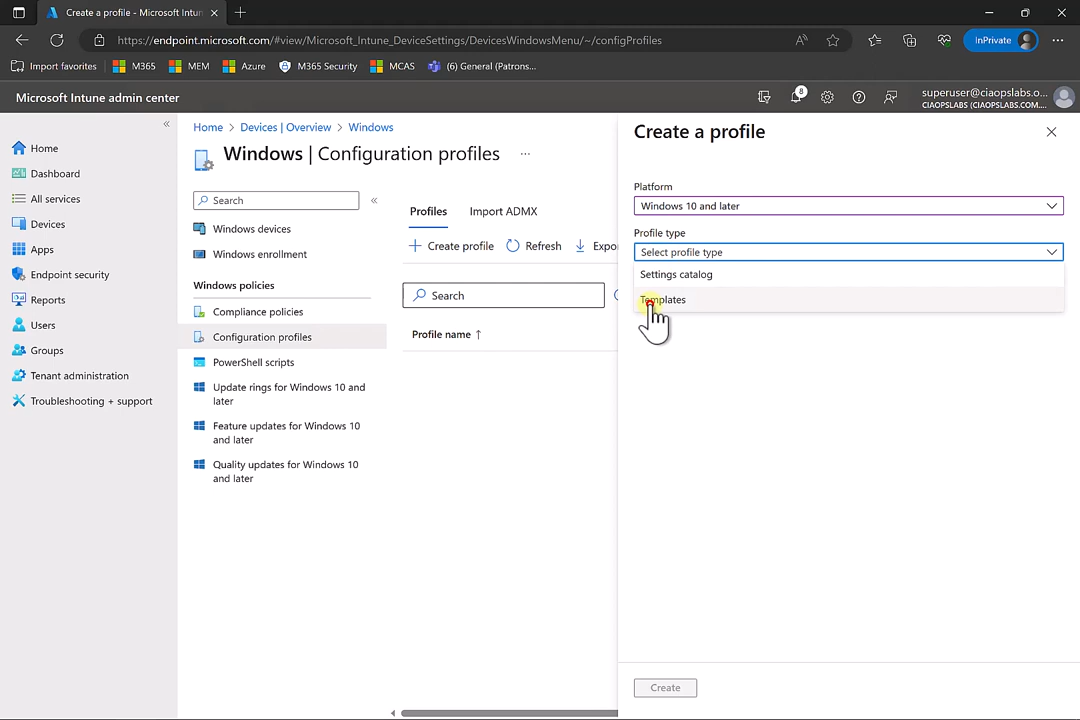 Create a profile - Microsoft Intun
https://endpoint.microsoft.com/#view/Microsoft_Intune_DeviceSettings/DevicesWindowsMenu/~/configProfiles
InPrivate
Import favorites
M365
MEM
Azure
M365 Security
MCAS
(6) General (Patrons...
Microsoft Intune admin center
8
superuser@ciaopslabs.o...
CIAOPSLABS (CIAOPSLABS.COM....
Home
Dashboard
All services
Devices
Apps
Endpoint security
Reports
Users
Groups
Tenant administration
Troubleshooting + support
Home > Devices | Overview > Windows
Windows | Configuration profiles ...
Search
Windows devices
Windows enrollment
Windows policies
Compliance policies
Configuration profiles
PowerShell scripts
Update rings for Windows 10 and
later
Feature updates for Windows 10
and later
Quality updates for Windows 10
and later
Profiles
Import ADMX
Create profile
Refresh
Expo
Search
Profile name ↑
Create a profile
Platform
Windows 10 and later
Profile type
Select profile type
Settings catalog
Templates
Create